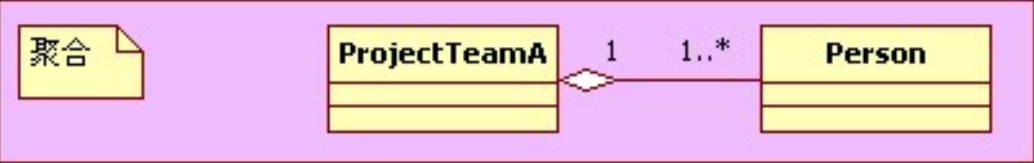 聚合
ProjectTeamA
1
1..*
Person